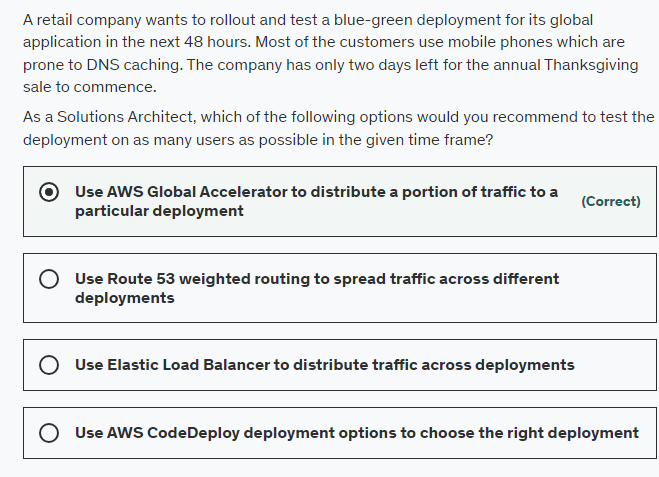 A retail company wants to rollout and test a blue-green deployment for its global
application in the next 48 hours. Most of the customers use mobile phones which are
prone to DNS caching. The company has only two days left for the annual Thanksgiving
sale to commence.
As a Solutions Architect, which of the following options would you recommend to test the
deployment on as many users as possible in the given time frame?
Use AWS Global Accelerator to distribute a portion of traffic to a
particular deployment
(Correct)
Use Route 53 weighted routing to spread traffic across different
deployments
Use Elastic Load Balancer to distribute traffic across deployments
Use AWS CodeDeploy deployment options to choose the right deployment